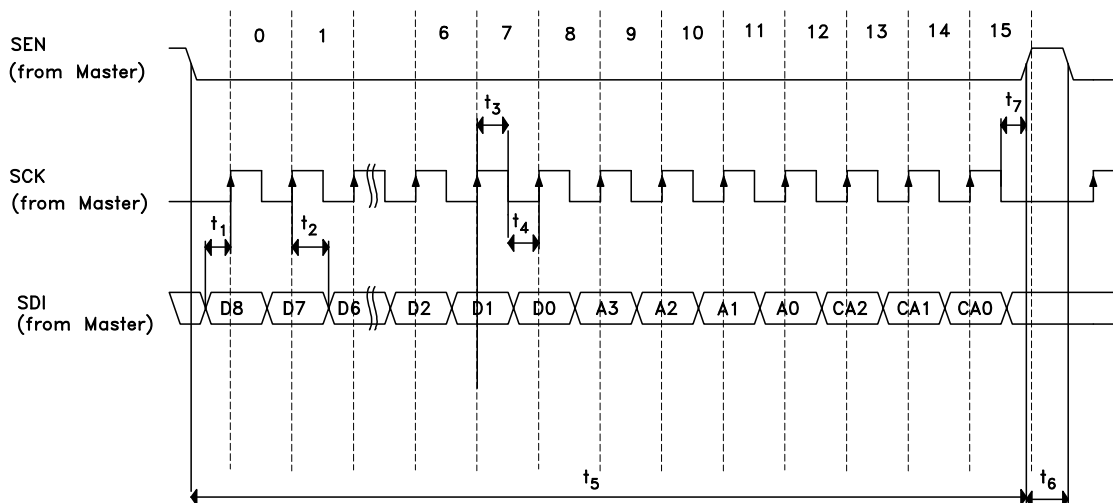 0 1 6 7 8 9 10 11 12 13 14 15
SEN
(from Master)
t3 t7
SCK
(from Master)
t1 t2 t4
SDI
(from Master)
D8 D7 D6 D2 D1 D0 A3 A2 A1 A0 CA2 CA1 CA0
t5 t6